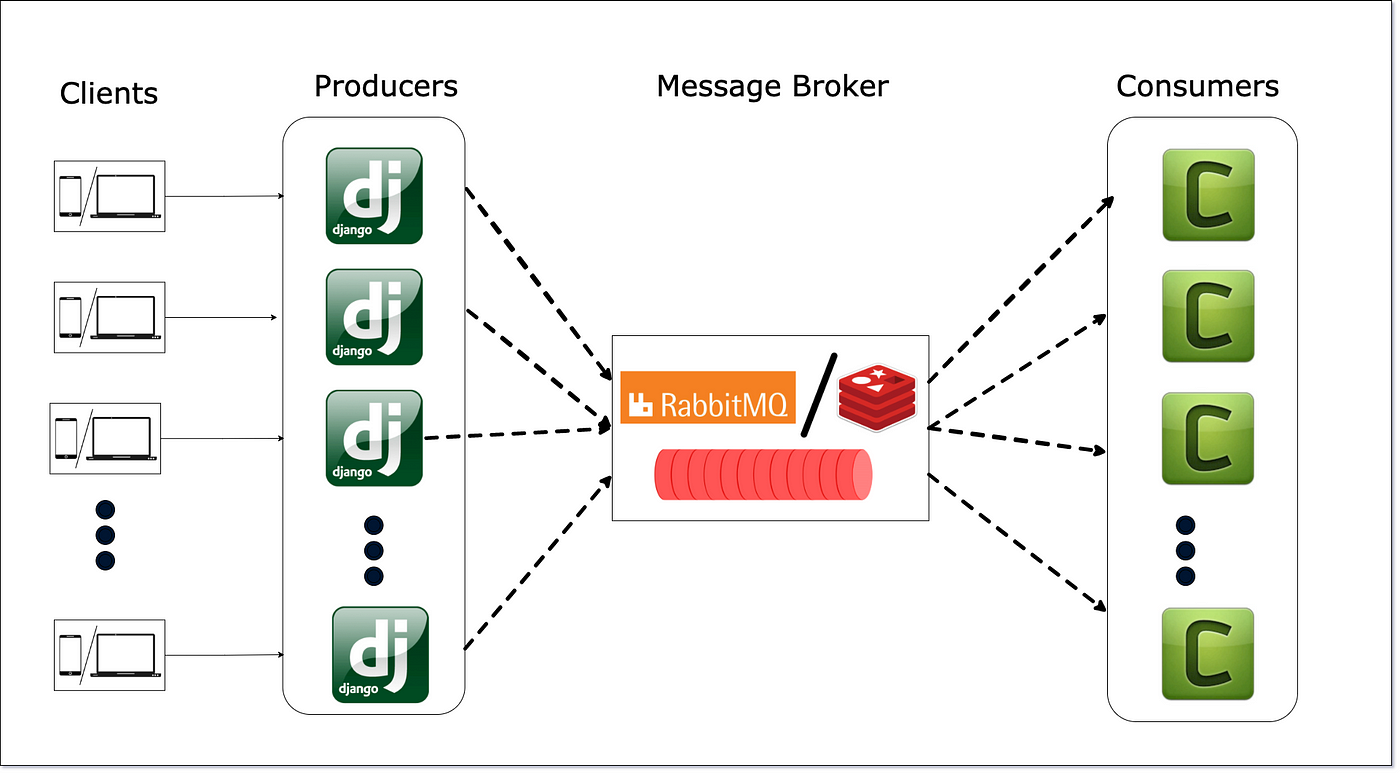 Clients
Producers
Message Broker
Consumers
dj
django
dj
django
dj
django
dj
django
RabbitMQ
C
C
C
C